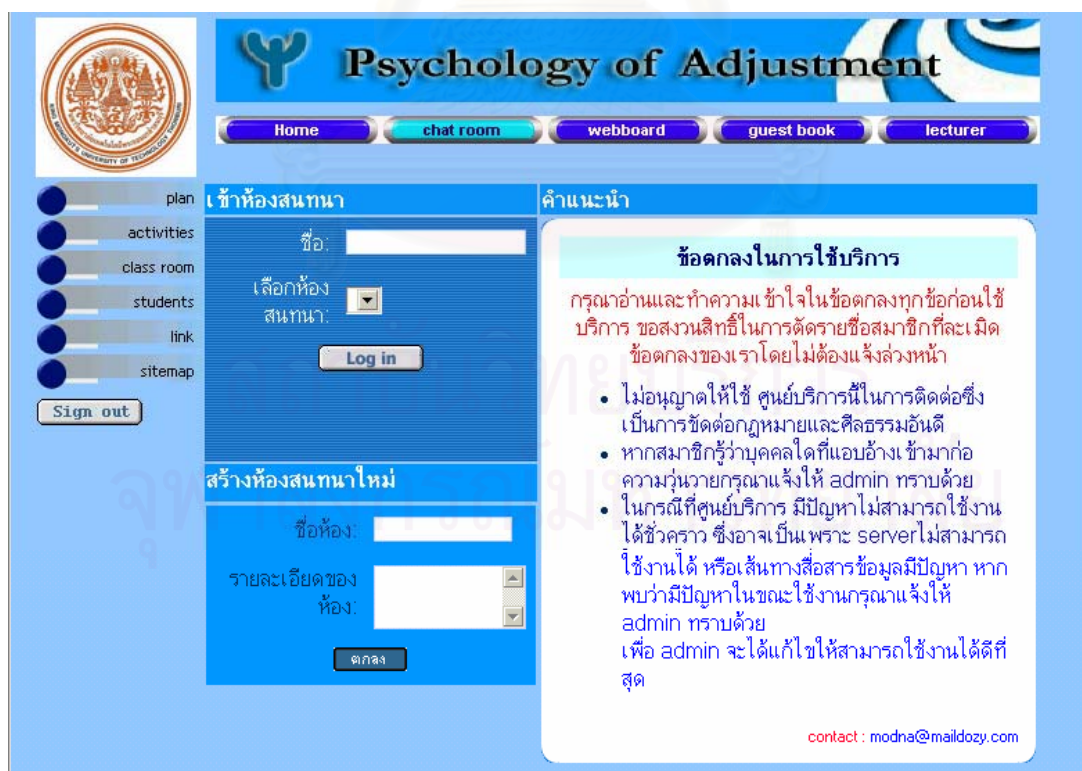 Psychology of Adjustment
Home
chat room
webboard
guest book
lecturer
plan
activities
class room
students
link
sitemap
Sign out
เข้าห้องสนทนา
ชื่อ:
เลือกห้อง
สนทนา:
Log in
สร้างห้องสนทนาใหม่
ชื่อห้อง:
รายละเอียดของ
ห้อง:
ตกลง
คำแนะนำ
ข้อตกลงในการใช้บริการ
กรุณาอ่านและทำความเข้าใจในข้อตกลงทุกข้อก่อนใช้
บริการ ขอสงวนสิทธิ์ในการตัดรายชื่อสมาชิกที่ละเมิด
ข้อตกลงของเราโดยไม่ต้องแจ้งล่วงหน้า
• ไม่อนุญาตให้ใช้ ศูนย์บริการนี้ในการติดต่อซึ่ง
เป็นการขัดต่อกฎหมายและศีลธรรมอันดี
• หากสมาชิกรู้ว่าบุคคลใดที่แอบอ้างเข้ามาก่อ
ความวุ่นวายกรุณาแจ้งให้ admin ทราบด้วย
• ในกรณีที่ศูนย์บริการ มีปัญหาไม่สามารถใช้งาน
ได้ชั่วคราว ซึ่งอาจเป็นเพราะ serverไม่สามารถ
ใช้งานได้ หรือเส้นทางสื่อสารข้อมูลมีปัญหา หาก
พบว่ามีปัญหาในขณะใช้งานกรุณาแจ้งให้
admin ทราบด้วย
เพื่อ admin จะได้แก้ไขให้สามารถใช้งานได้ดีที่
สุด
contact : modna@maildozy.com